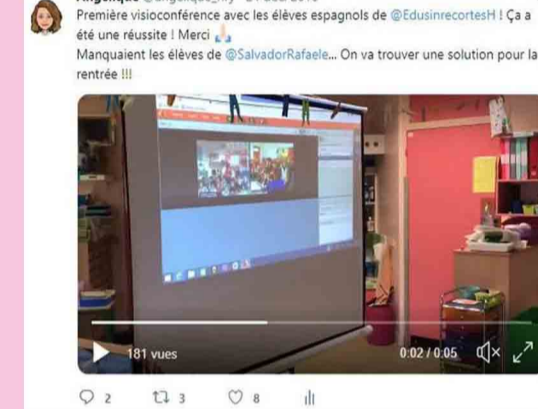 Première visioconférence avec les élèves espagnols de @EdusinrecortesH ! Ça a
été une réussite ! Merci
Manquaient les élèves de @SalvadorRafaele... On va trouver une solution pour la
rentrée !!!
181 vues
0:02 / 0:05
2
3
8